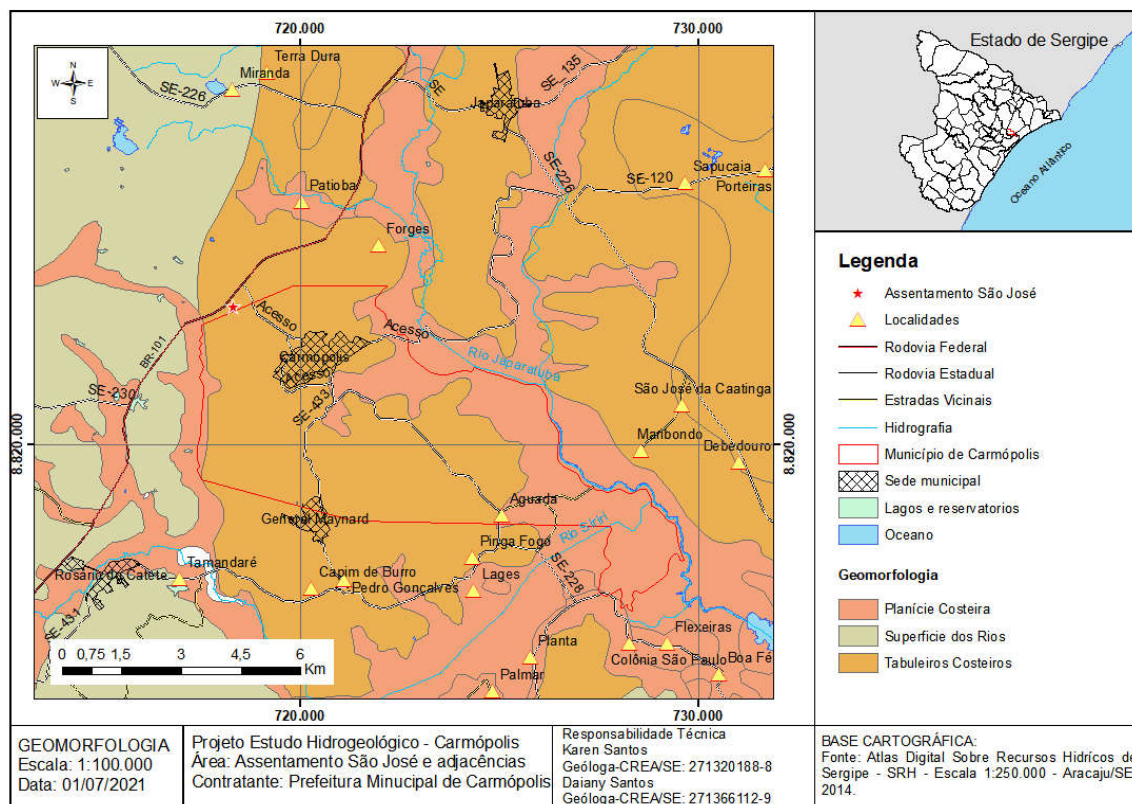 720.000
730.000
N
W E
S
Terra Dura
Miranda
SE-226
SE
SE_135
Japaratuba
Sapucaia
SE-120
Porteiras
SE-226
Patioba
Forges
Acesso
Acesso
Carmópolis
Acesso
Rio Japaratuba
BR-101
SE-230
SE-433
São José da Caatinga
Maribondo
Debedouro
8.820.000
8.820.000
Aguada
General Maynard
Pinga Fogo
Rio Siriri
Tamandaré
Rosário do Catete
Capim de Burro
Pedro Gonçalves
Lages
SE-228
SE-431
Flexeiras
Planta
Colônia São Paulo
Boa Fé
Palmar
0 0,75 1,5 3 4,5 6
Km
720.000
730.000
Estado de Sergipe
Oceano Atlântico
Legenda
Assentamento São José
Localidades
Rodovia Federal
Rodovia Estadual
Estradas Vicinais
Hidrografia
Município de Carmópolis
Sede municipal
Lagos e reservatorios
Oceano
Geomorfologia
Planície Costeira
Superficie dos Rios
Tabuleiros Costeiros
GEOMORFOLOGIA
Escala: 1:100.000
Data: 01/07/2021
Projeto Estudo Hidrogeológico - Carmópolis
Área: Assentamento São José e adjacências
Contratante: Prefeitura Minucipal de Carmópolis
Responsabilidade Técnica
Karen Santos
Geóloga-CREA/SE: 271320188-8
Daiany Santos
Geóloga-CREA/SE: 271366112-9
BASE CARTOGRÁFICA:
Fonte: Atlas Digital Sobre Recursos Hidrícos de
Sergipe - SRH - Escala 1:250.000 - Aracaju/SE,
2014.